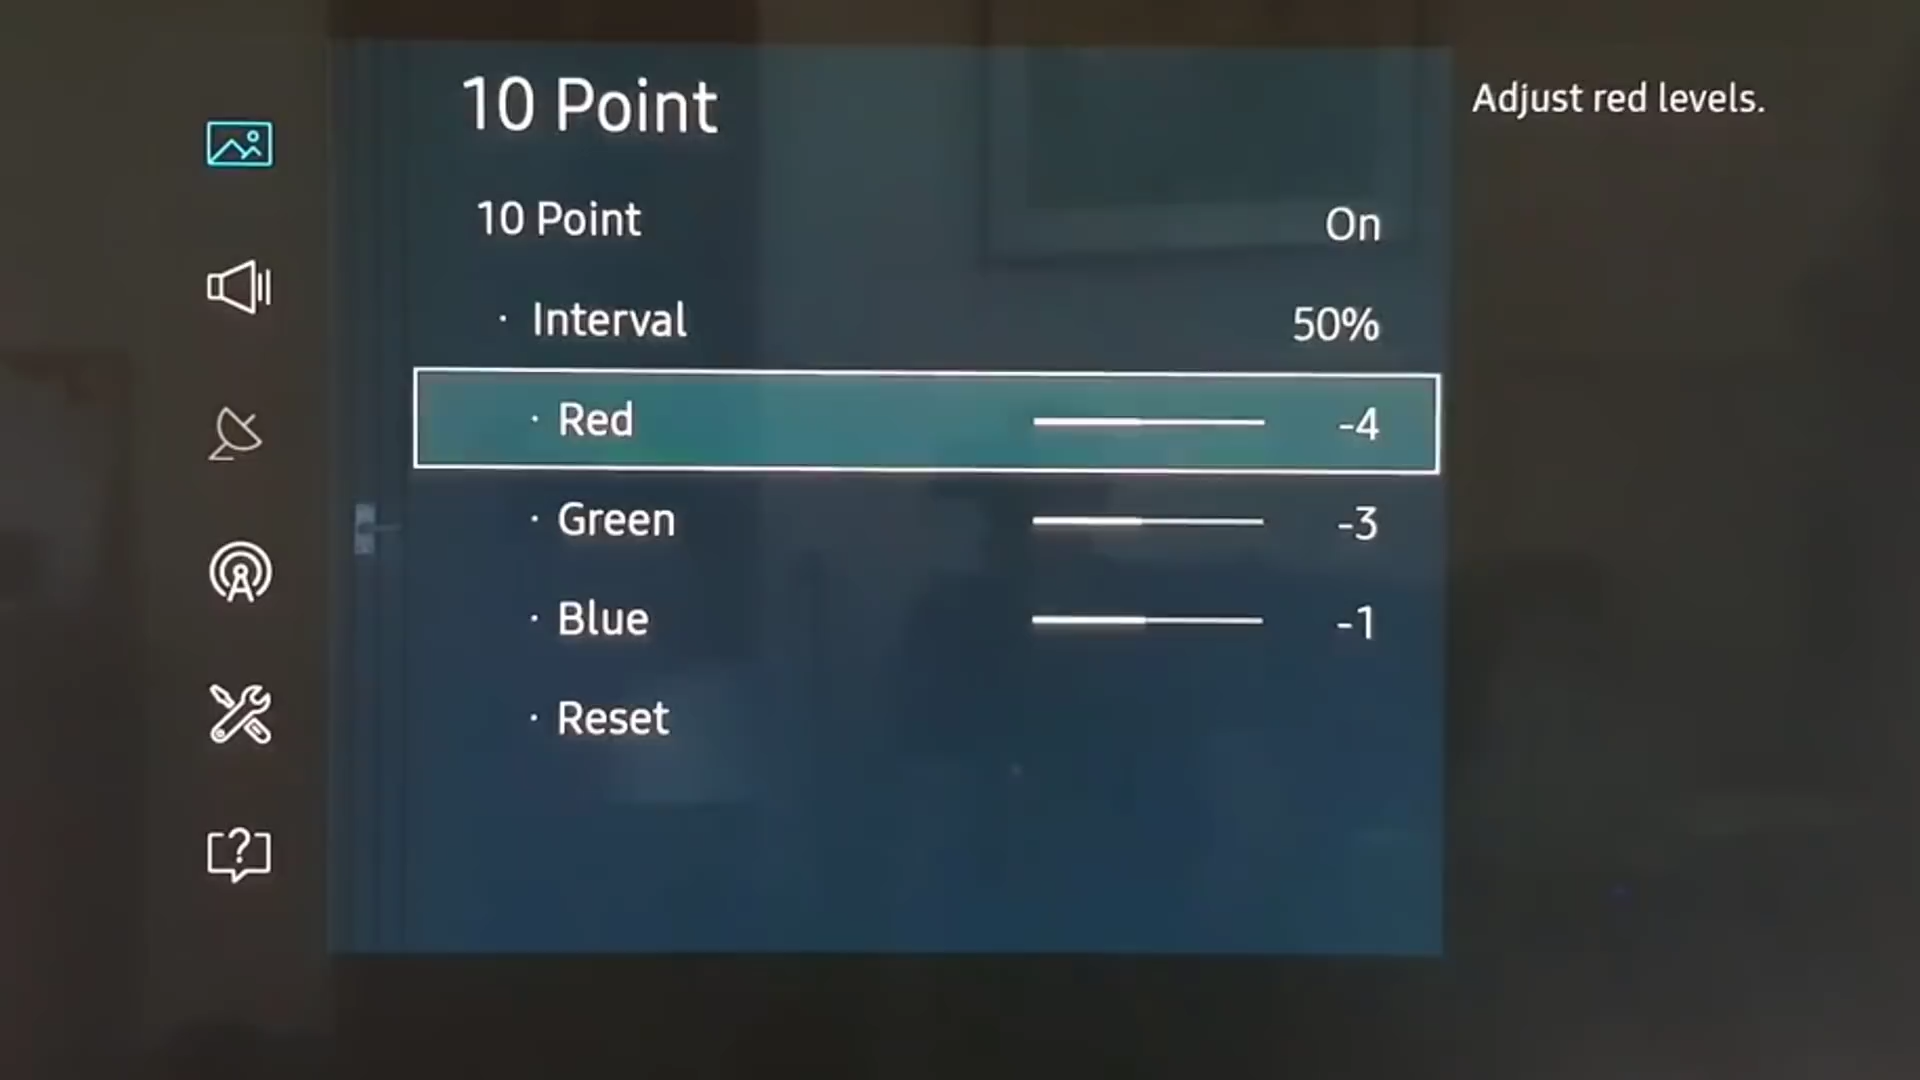 10 Point
Adjust red levels.
10 Point On
· Interval 50%
· Red -4
· Green -3
· Blue -1
· Reset